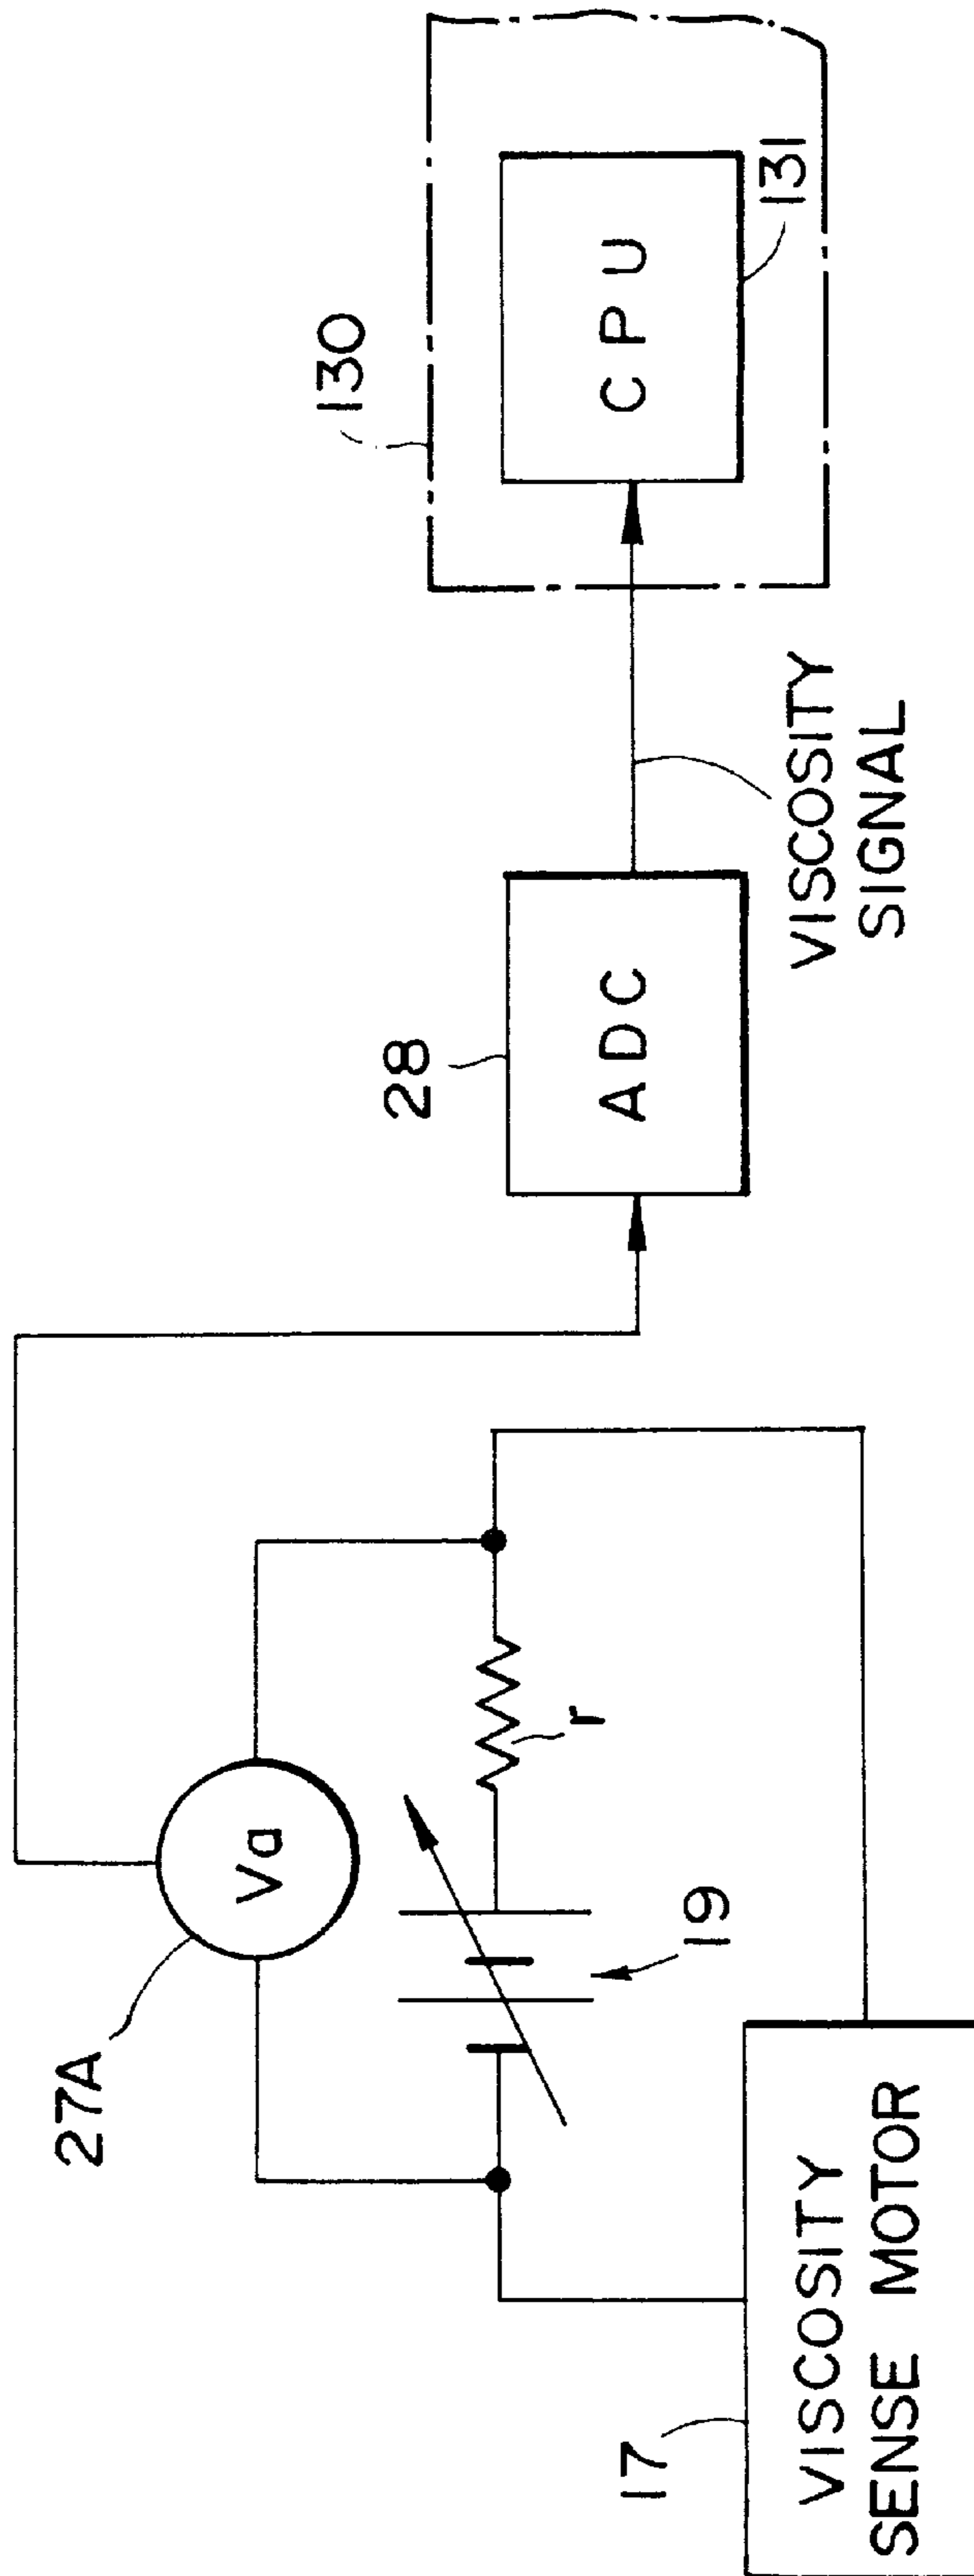 27A
Va
19
r
17
VISCOSITY
SENSE MOTOR
28
ADC
VISCOSITY
SIGNAL
130
CPU
131